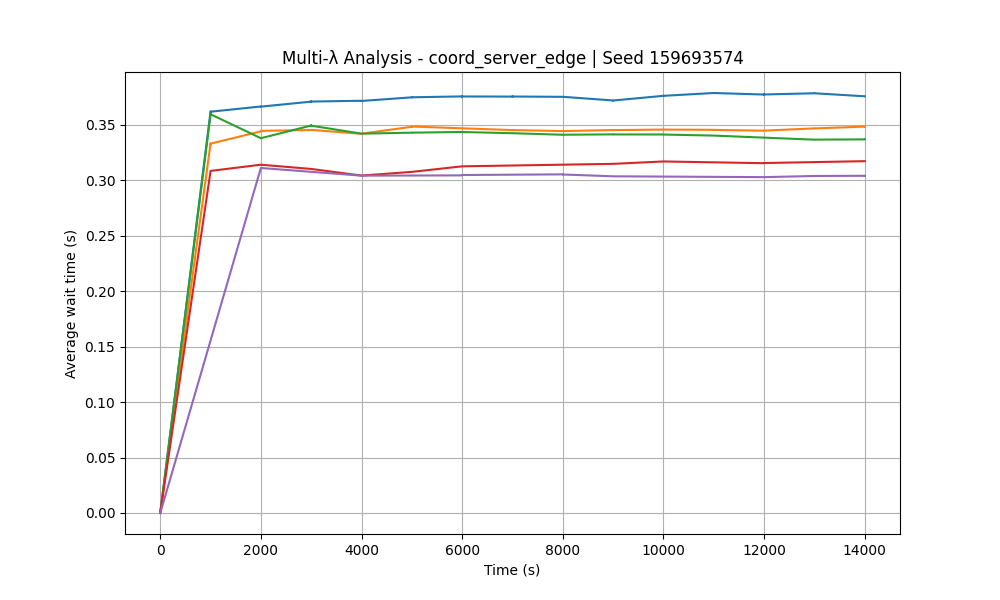 Multi-λ Analysis - coord_server_edge | Seed 159693574
Average wait time (s)
0.35
0.30
0.25
0.20
0.15
0.10
0.05
0.00
0 2000 4000 6000 8000 10000 12000 14000
Time (s)